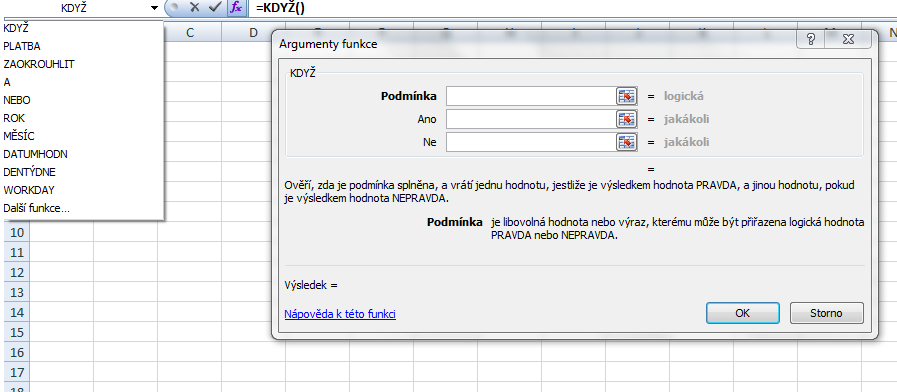 KDYŽ
=KDYŽ()
KDYŽ
PLATBA
ZAOKROUHLIT
A
NEBO
ROK
MĚSÍC
DATUMHODN
DENTÝDNE
WORKDAY
Další funkce...
C
D
10
11
12
13
14
15
16
17
18
Argumenty funkce
KDYŽ
Podmínka = logická
Ano = jakákoli
Ne = jakákoli
=
Ověří, zda je podmínka splněna, a vrátí jednu hodnotu, jestliže je výsledkem hodnota PRAVDA, a jinou hodnotu, pokud
je výsledkem hodnota NEPRAVDA.
Podmínka je libovolná hodnota nebo výraz, kterému může být přiřazena logická hodnota
PRAVDA nebo NEPRAVDA.
Výsledek =
Nápověda k této funkci
OK
Storno